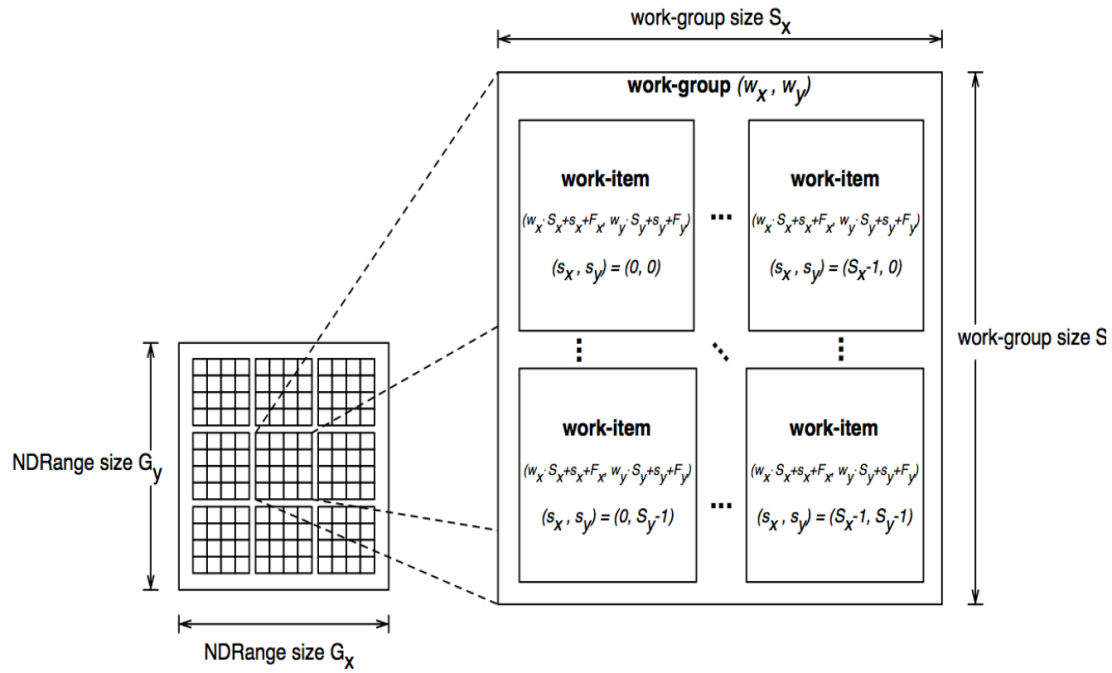 work-group size Sx
work-group (wx , wy)
work-item
(wx· Sx+sx+Fx, wy· Sy+sy+Fy)
(sx , sy) = (0, 0)
...
work-item
(wx· Sx+sx+Fx, wy· Sy+sy+Fy)
(sx , sy) = (Sx-1, 0)
work-group size S
work-item
(wx· Sx+sx+Fx, wy· Sy+sy+Fy)
(sx , sy) = (0, Sy-1)
...
work-item
(wx· Sx+sx+Fx, wy· Sy+sy+Fy)
(sx , sy) = (Sx-1, Sy-1)
NDRange size Gy
NDRange size Gx